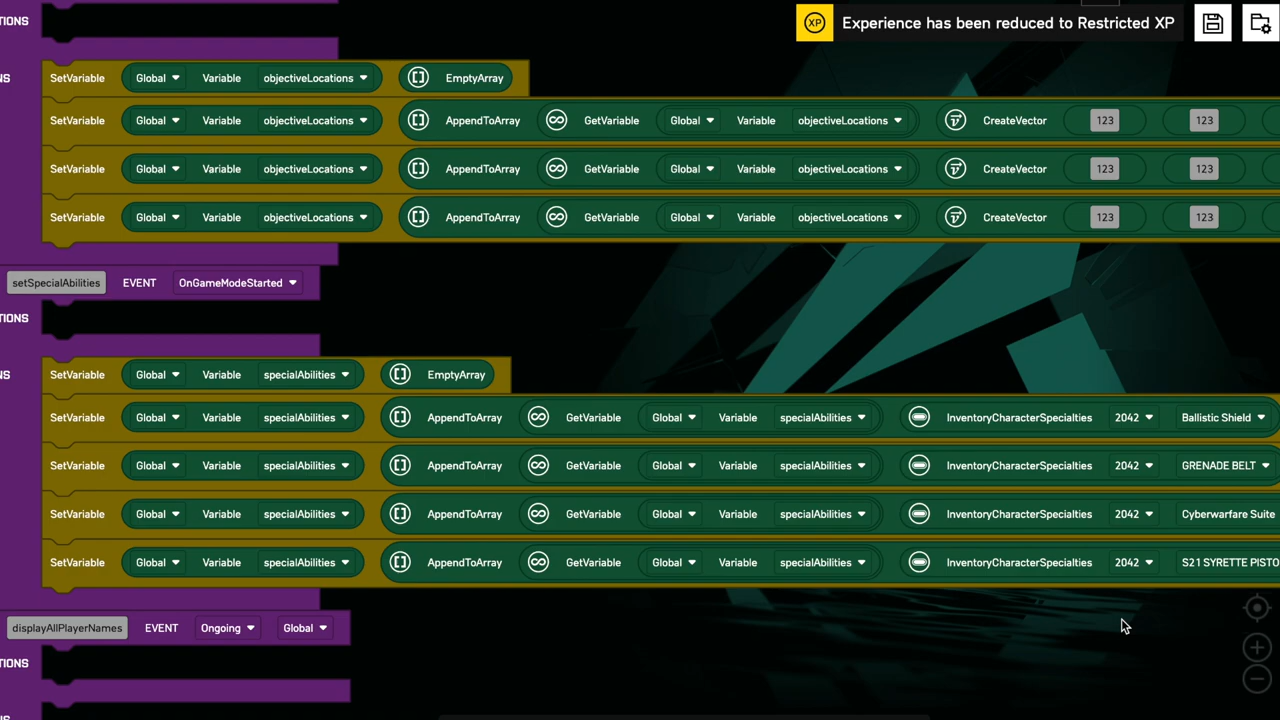 TIONS
XP Experience has been reduced to Restricted XP
NS SetVariable Global Variable objectiveLocations EmptyArray
SetVariable Global Variable objectiveLocations AppendToArray GetVariable Global Variable objectiveLocations CreateVector 123 123
SetVariable Global Variable objectiveLocations AppendToArray GetVariable Global Variable objectiveLocations CreateVector 123 123
SetVariable Global Variable objectiveLocations AppendToArray GetVariable Global Variable objectiveLocations CreateVector 123 123
setSpecialAbilities EVENT OnGameModeStarted
TIONS
NS SetVariable Global Variable specialAbilities EmptyArray
SetVariable Global Variable specialAbilities AppendToArray GetVariable Global Variable specialAbilities InventoryCharacterSpecialties 2042 Ballistic Shield
SetVariable Global Variable specialAbilities AppendToArray GetVariable Global Variable specialAbilities InventoryCharacterSpecialties 2042 GRENADE BELT
SetVariable Global Variable specialAbilities AppendToArray GetVariable Global Variable specialAbilities InventoryCharacterSpecialties 2042 Cyberwarfare Suite
SetVariable Global Variable specialAbilities AppendToArray GetVariable Global Variable specialAbilities InventoryCharacterSpecialties 2042 S21 SYRETTE PISTO
displayAllPlayerNames EVENT Ongoing Global
TIONS